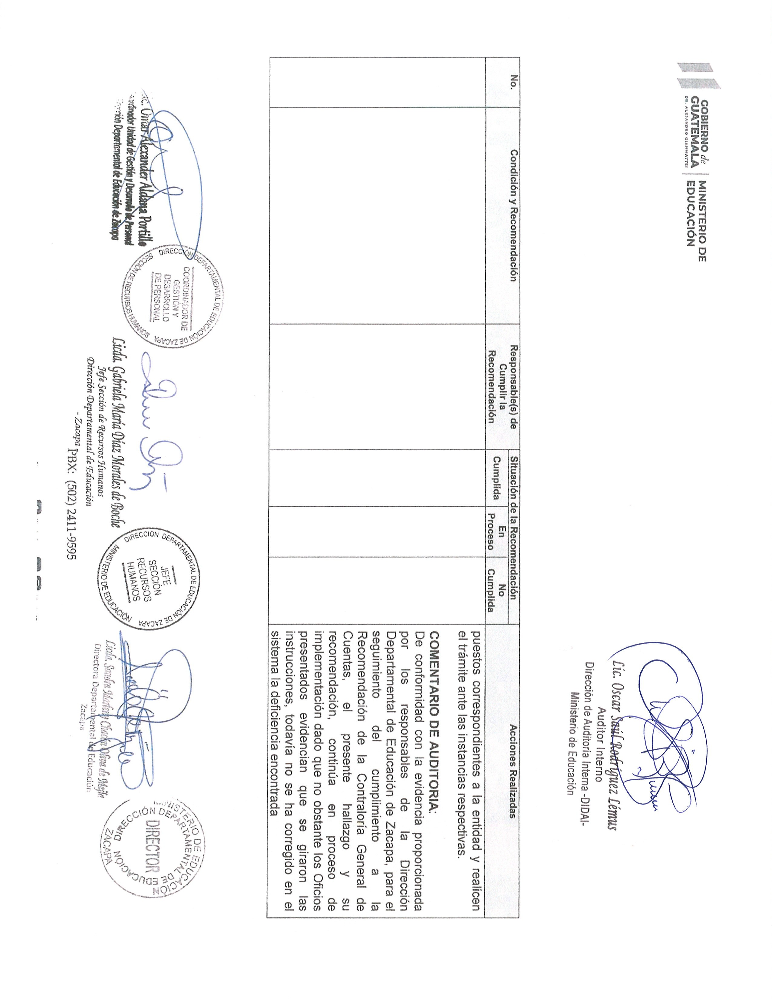 GOBIERNO de
GUATEMALA
DR. ALEJANDRO GIAMMATTEI
MINISTERIO DE
EDUCACIÓN
Lic. Oscar Saúl Rodríguez Lémus
Auditor Interno
Dirección de Auditoría Interna -DIDAI-
Ministerio de Educación
No.
Condición y Recomendación
Responsable(s) de
Cumplir la
Recomendación
Situación de la Recomendación
Cumplida
En
Proceso
No
Cumplida
Acciones Realizadas
puestos correspondientes a la entidad y realicen
el trámite ante las instancias respectivas.
COMENTARIO DE AUDITORIA:
De conformidad con la evidencia proporcionada
por los responsables de la Dirección
Departamental de Educación de Zacapa, para el
seguimiento del cumplimiento a la
Recomendación de la Contraloría General de
Cuentas, el presente hallazgo y su
recomendación, continúa en proceso de
implementación dado que no obstante los Oficios
presentados evidencian que se giraron las
instrucciones, todavía no se ha corregido en el
sistema la deficiencia encontrada
Alexander Aldana Portillo
Unidad de Gestión y Desarrollo de Personal
Departamental de Educación de Zacapa
DIRECCIÓN DEPARTAMENTAL DE EDUCACIÓN DE ZACAPA
COORDINADOR DE
GESTIÓN Y
DESARROLLO
DE PERSONAL
SECCIÓN DE RECURSOS HUMANOS
Licda. Gabriela María Díaz Morales de Boche
Jefe Sección de Recursos Humanos
Dirección Departamental de Educación
- Zacapa
DIRECCION DEPARTAMENTAL DE EDUCACIÓN DE ZACAPA
JEFE
SECCIÓN
RECURSOS
HUMANOS
MINISTERIO DE EDUCACIÓN
Licda. Sandra
de Mejía
Directora Departamental de Educación
Zacapa
MINISTERIO DE EDUCACIÓN
DIRECCIÓN DEPARTAMENTAL DE EDUCACIÓN
DIRECTOR
ZACAPA
PBX: (502) 2411-9595